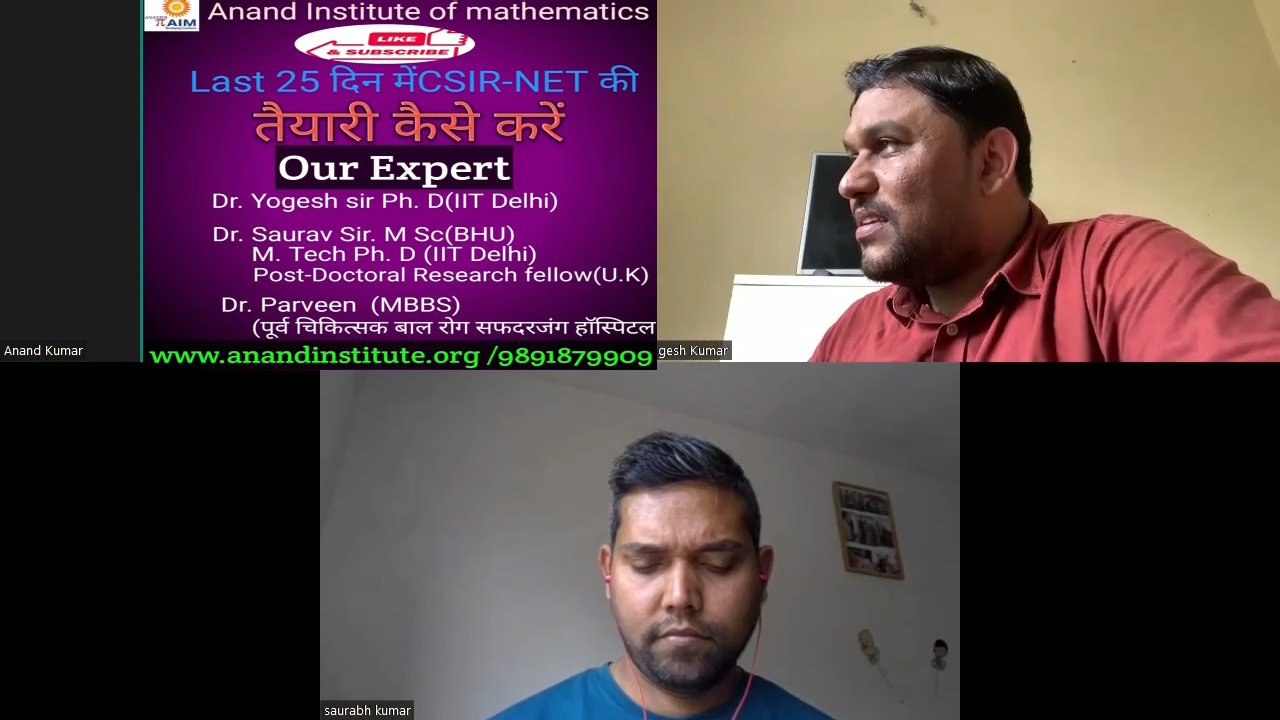 Anand Institute of mathematics
πAIM
LIKE
& SUBSCRIBE
Last 25 दिन मेंCSIR-NET की
तैयारी कैसे करें
Our Expert
Dr. Yogesh sir Ph. D(IIT Delhi)
Dr. Saurav Sir. M Sc(BHU)
M. Tech Ph. D (IIT Delhi)
Post-Doctoral Research fellow(U.K)
Dr. Parveen (MBBS)
(पूर्व चिकित्सक बाल रोग सफदरजंग हॉस्पिटल
www.anandinstitute.org /9891879909
Anand Kumar
gesh Kumar
saurabh kumar